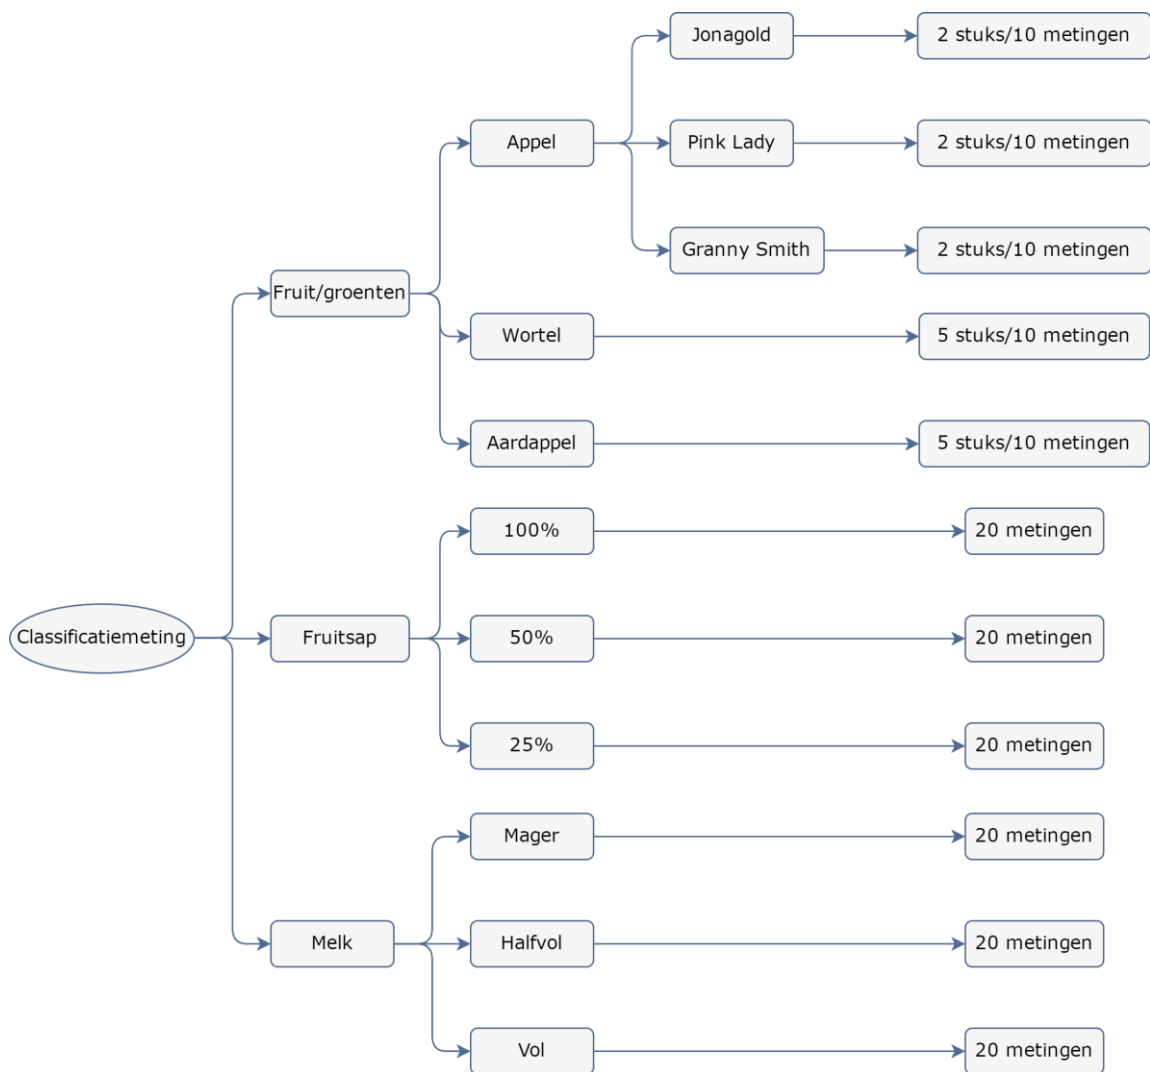 Jonagold
2 stuks/10 metingen
Appel
Pink Lady
2 stuks/10 metingen
Granny Smith
2 stuks/10 metingen
Fruit/groenten
Wortel
5 stuks/10 metingen
Aardappel
5 stuks/10 metingen
100%
20 metingen
Classificatiemeting
Fruitsap
50%
20 metingen
25%
20 metingen
Mager
20 metingen
Melk
Halfvol
20 metingen
Vol
20 metingen